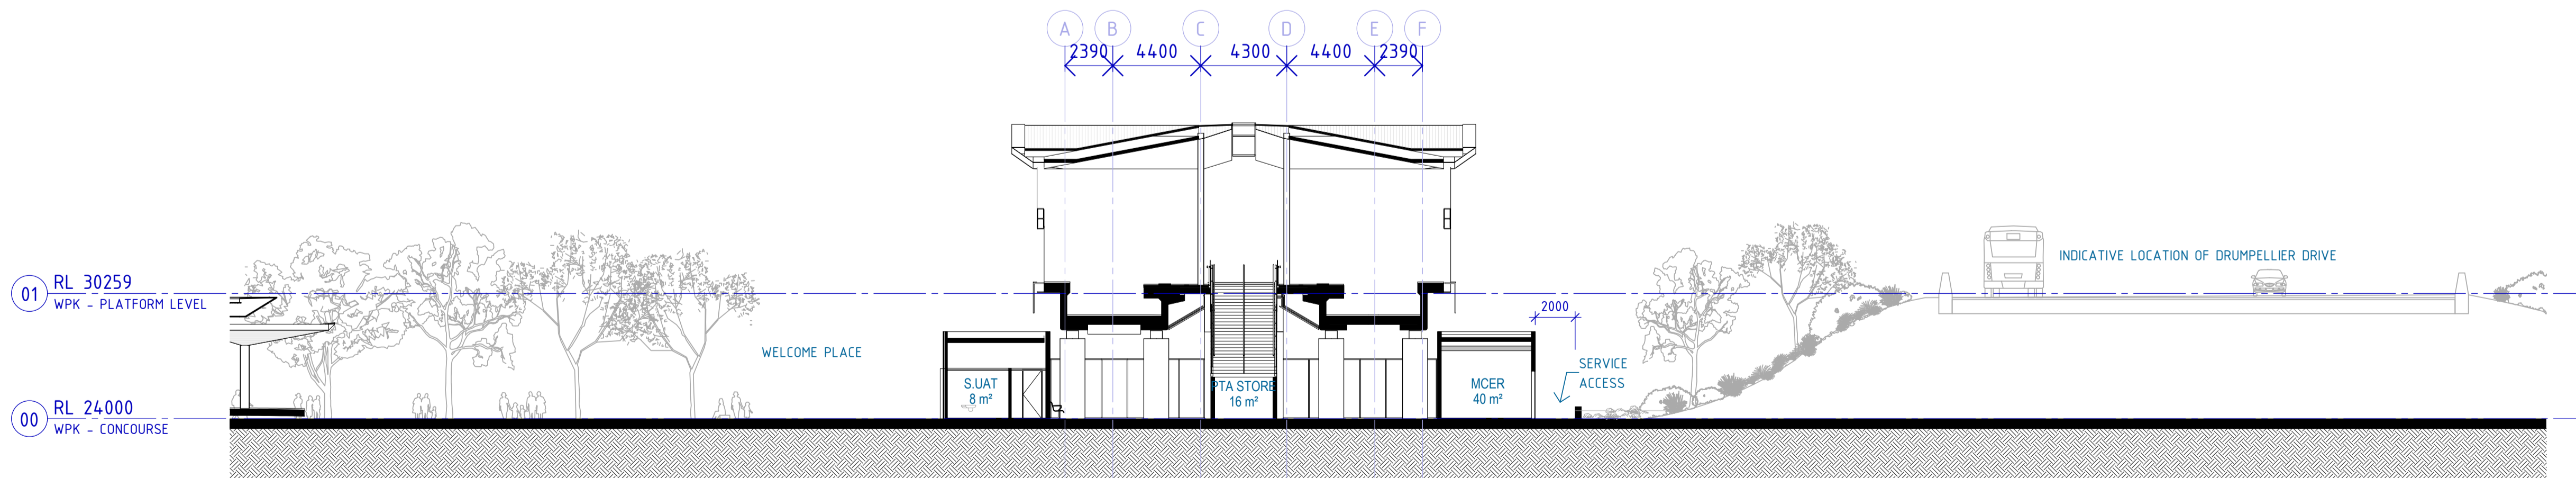 A B C D E F
2390 4400 4300 4400 2390
INDICATIVE LOCATION OF DRUMPELLIER DRIVE
01 RL 30259
WPK - PLATFORM LEVEL
2000
WELCOME PLACE
SERVICE
ACCESS
S.UAT
8 m²
PTA STORE
16 m²
MCER
40 m²
00 RL 24000
WPK - CONCOURSE